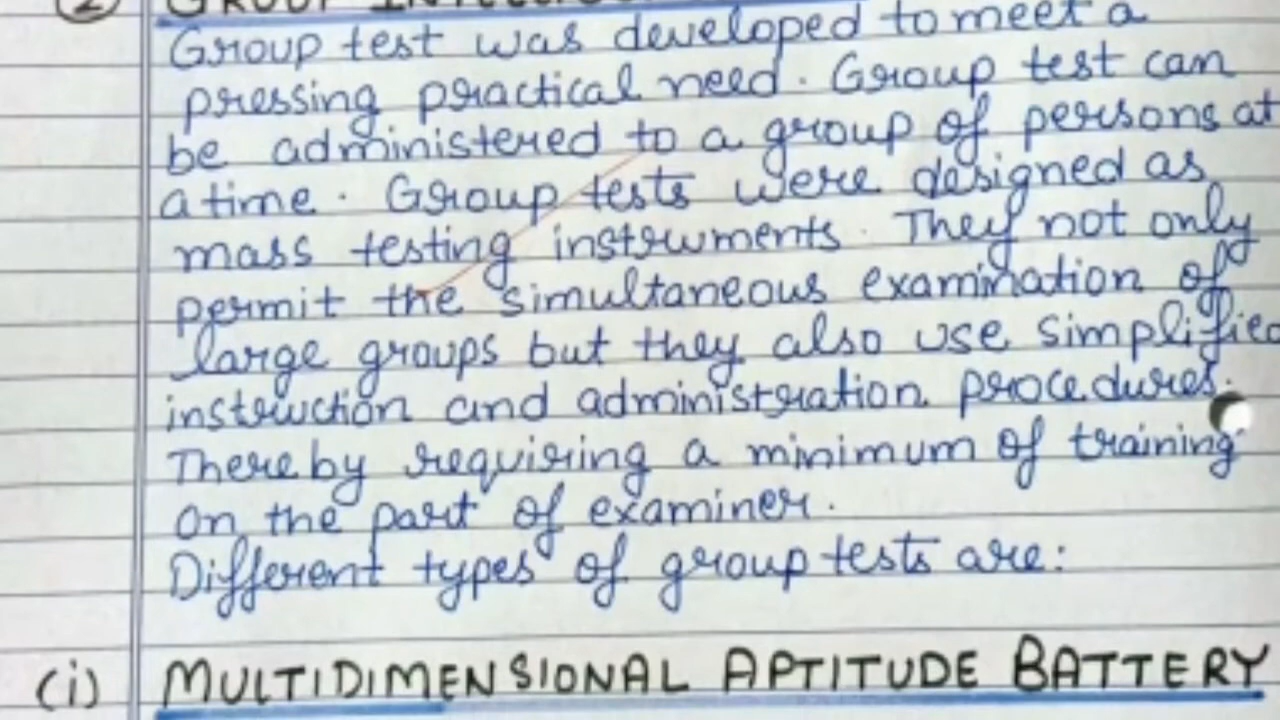 ② GROUP
Group test was developed to meet a
pressing practical need. Group test can
be administered to a group of persons at
a time. Group tests were designed as
mass testing instruments. They not only
permit the simultaneous examination of
large groups but they also use simplified
instruction and administration procedures.
Thereby requiring a minimum of training
on the part of examiner.
Different types of group tests are:
(i) MULTIDIMENSIONAL APTITUDE BATTERY